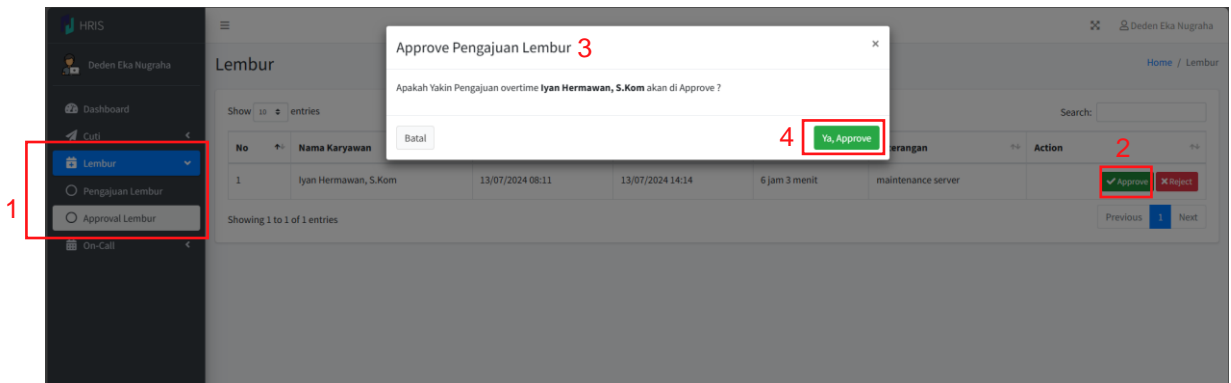 HRIS
Deden Eka Nugraha
Deden Eka Nugraha
Dashboard
Cuti
Lembur
Pengajuan Lembur
Approval Lembur
On-Call
1
Lembur
Home / Lembur
Show 10 entries
Search:
No Nama Karyawan terangan Action
1 Iyan Hermawan, S.Kom 13/07/2024 08:11 13/07/2024 14:14 6 jam 3 menit maintenance server Approve Reject
2
Showing 1 to 1 of 1 entries
Previous 1 Next
Approve Pengajuan Lembur 3
×
Apakah Yakin Pengajuan overtime Iyan Hermawan, S.Kom akan di Approve ?
Batal
4 Ya, Approve